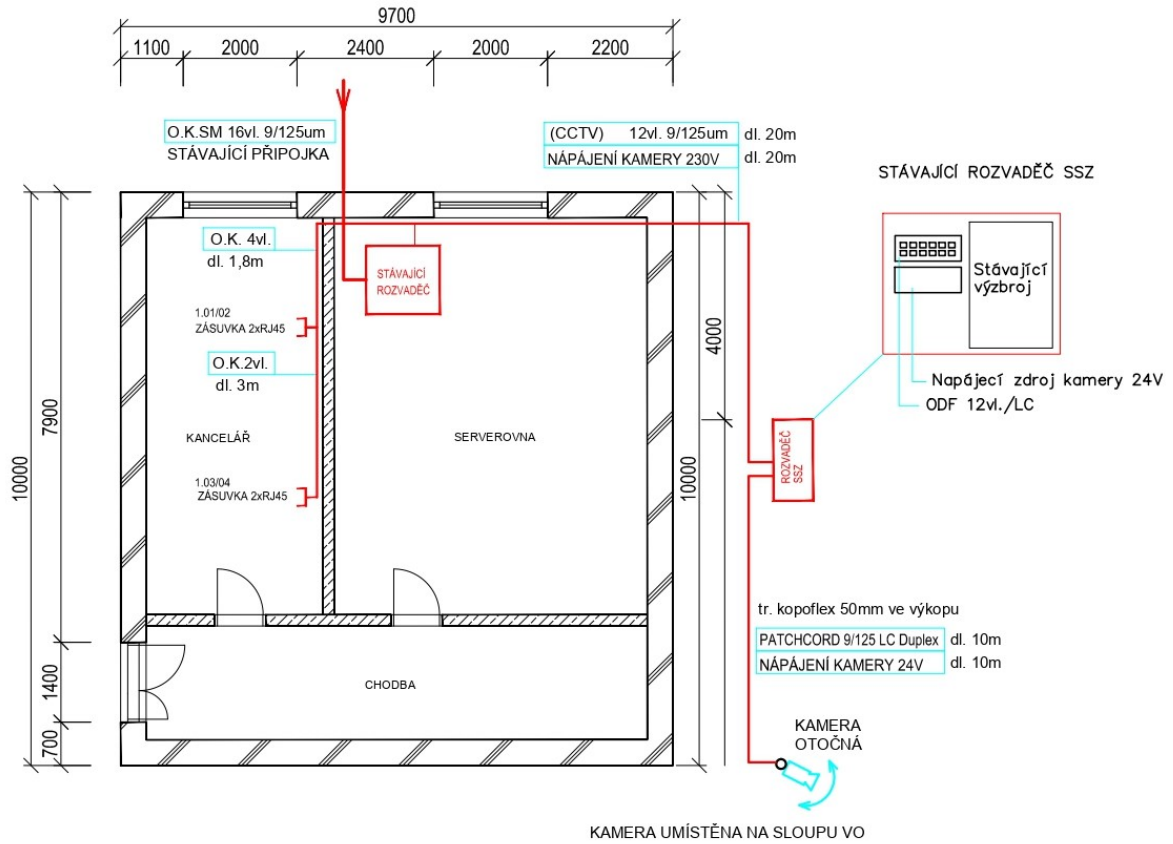 9700
1100
2000
2400
2000
2200
O.K.SM 16vl. 9/125um
STÁVAJÍCÍ PŘIPOJKA
(CCTV) 12vl. 9/125um dl. 20m
NÁPÁJENÍ KAMERY 230V dl. 20m
STÁVAJÍCÍ ROZVADĚČ SSZ
Stávající
výzbroj
Napájecí zdroj kamery 24V
ODF 12vl./LC
O.K. 4vl.
dl. 1,8m
STÁVAJÍCÍ
ROZVADĚČ
1.01/02
ZÁSUVKA 2xRJ45
O.K.2vl.
dl. 3m
KANCELÁŘ
SERVEROVNA
1.03/04
ZÁSUVKA 2xRJ45
4000
7900
10000
10000
ROZVADĚČ
SSZ
tr. kopoflex 50mm ve výkopu
PATCHCORD 9/125 LC Duplex dl. 10m
NÁPÁJENÍ KAMERY 24V dl. 10m
1400
700
CHODBA
KAMERA
OTOČNÁ
KAMERA UMÍSTĚNA NA SLOUPU VO